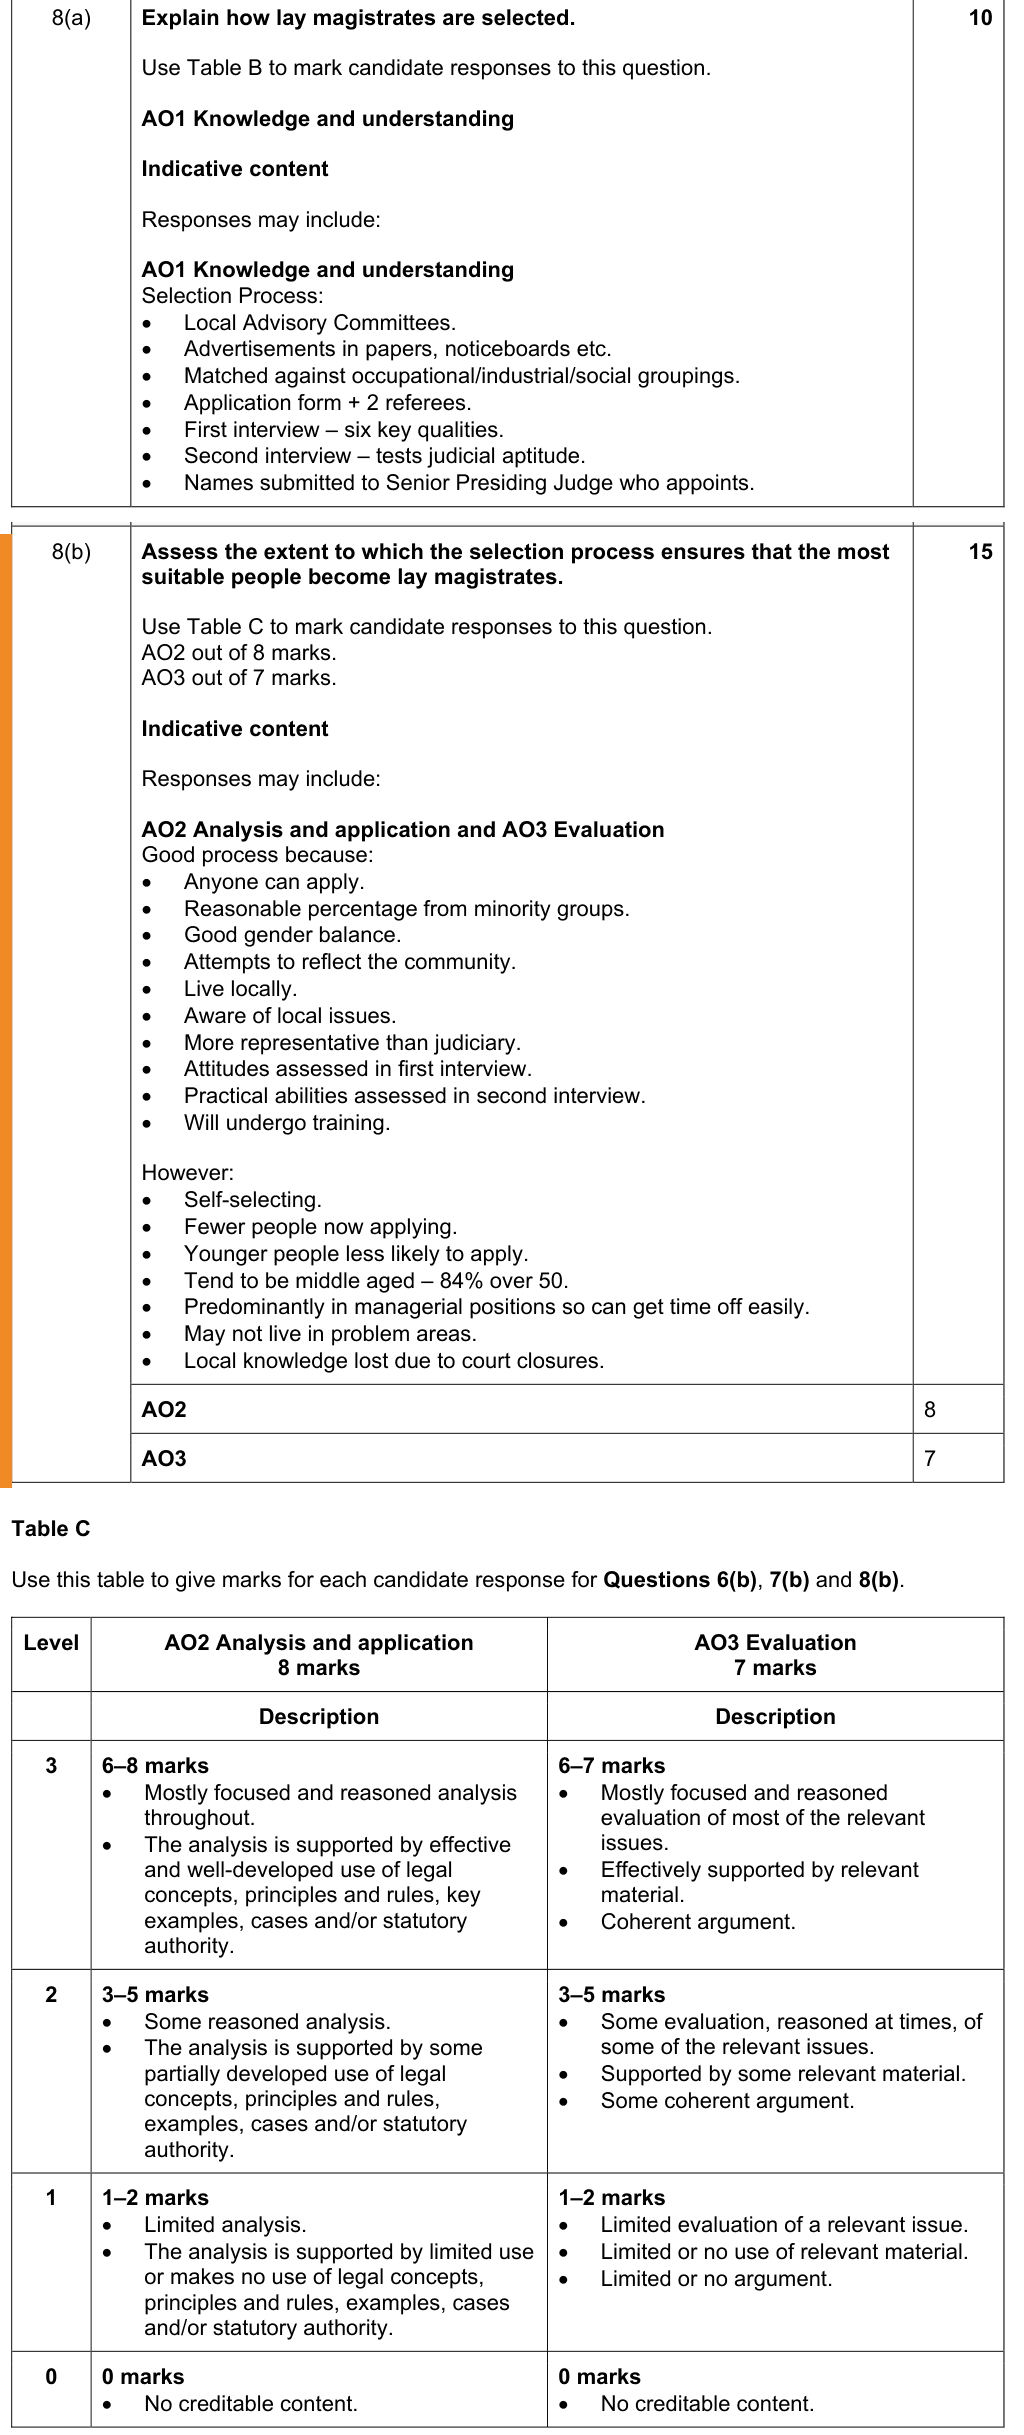 8(a) Explain how lay magistrates are selected. 10
Use Table B to mark candidate responses to this question.
AO1 Knowledge and understanding
Indicative content
Responses may include:
AO1 Knowledge and understanding
Selection Process:
• Local Advisory Committees.
• Advertisements in papers, noticeboards etc.
• Matched against occupational/industrial/social groupings.
• Application form + 2 referees.
• First interview – six key qualities.
• Second interview – tests judicial aptitude.
• Names submitted to Senior Presiding Judge who appoints.
8(b) Assess the extent to which the selection process ensures that the most 15
suitable people become lay magistrates.
Use Table C to mark candidate responses to this question.
AO2 out of 8 marks.
AO3 out of 7 marks.
Indicative content
Responses may include:
AO2 Analysis and application and AO3 Evaluation
Good process because:
• Anyone can apply.
• Reasonable percentage from minority groups.
• Good gender balance.
• Attempts to reflect the community.
• Live locally.
• Aware of local issues.
• More representative than judiciary.
• Attitudes assessed in first interview.
• Practical abilities assessed in second interview.
• Will undergo training.
However:
• Self-selecting.
• Fewer people now applying.
• Younger people less likely to apply.
• Tend to be middle aged – 84% over 50.
• Predominantly in managerial positions so can get time off easily.
• May not live in problem areas.
• Local knowledge lost due to court closures.
AO2 8
AO3 7
Table C
Use this table to give marks for each candidate response for Questions 6(b), 7(b) and 8(b).
Level
AO2 Analysis and application
8 marks
AO3 Evaluation
7 marks
Description
Description
3
6–8 marks
• Mostly focused and reasoned analysis
throughout.
• The analysis is supported by effective
and well-developed use of legal
concepts, principles and rules, key
examples, cases and/or statutory
authority.
6–7 marks
• Mostly focused and reasoned
evaluation of most of the relevant
issues.
• Effectively supported by relevant
material.
• Coherent argument.
2
3–5 marks
• Some reasoned analysis.
• The analysis is supported by some
partially developed use of legal
concepts, principles and rules,
examples, cases and/or statutory
authority.
3–5 marks
• Some evaluation, reasoned at times, of
some of the relevant issues.
• Supported by some relevant material.
• Some coherent argument.
1
1–2 marks
• Limited analysis.
• The analysis is supported by limited use
or makes no use of legal concepts,
principles and rules, examples, cases
and/or statutory authority.
1–2 marks
• Limited evaluation of a relevant issue.
• Limited or no use of relevant material.
• Limited or no argument.
0
0 marks
• No creditable content.
0 marks
• No creditable content.